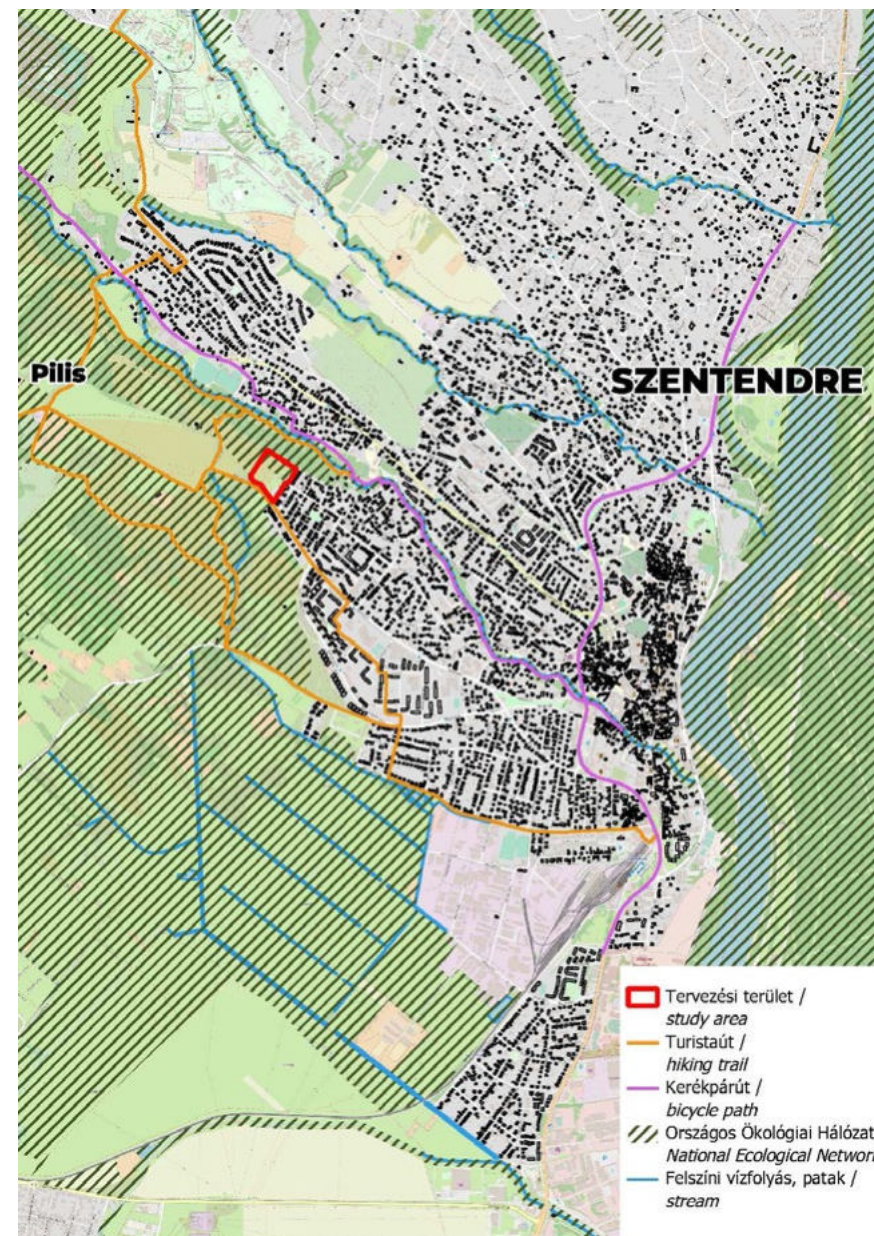 Pilis
SZENTENDRE
Tervezési terület /
study area
Turistaút /
hiking trail
Kerékpárút /
bicycle path
Országos Ökológiai Hálózat
National Ecological Network
Felszíni vízfolyás, patak /
stream